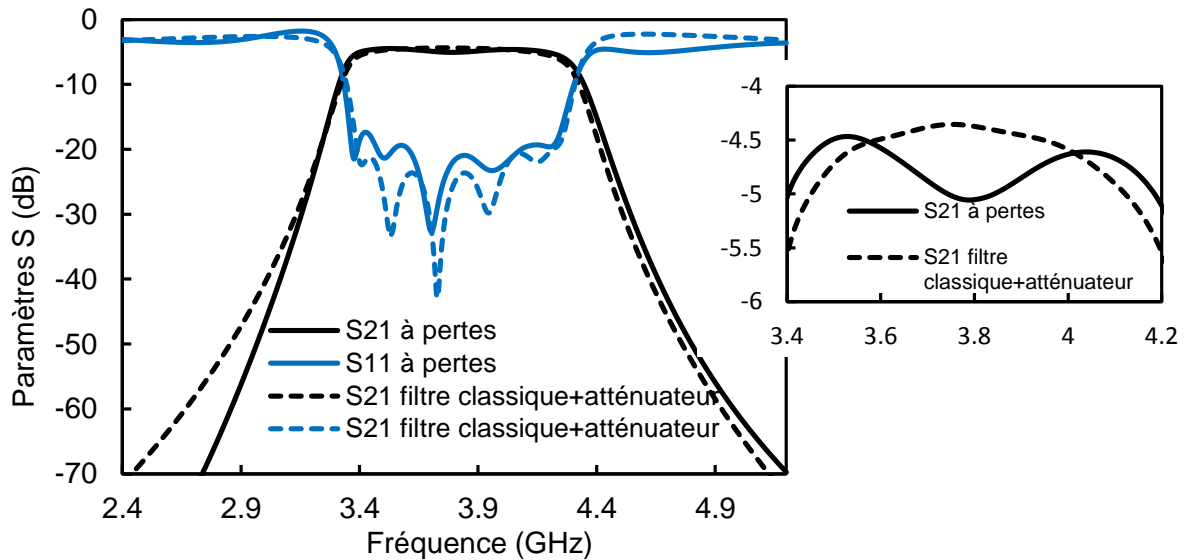 0
-10
-20
-30
-40
-50
-60
-70
Paramètres S (dB)
2.4 2.9 3.4 3.9 4.4 4.9
Fréquence (GHz)
S21 à pertes
S11 à pertes
S21 filtre classique+atténuateur
S21 filtre classique+atténuateur
-4
-4.5
-5
-5.5
-6
3.4 3.6 3.8 4 4.2
S21 à pertes
S21 filtre
classique+atténuateur